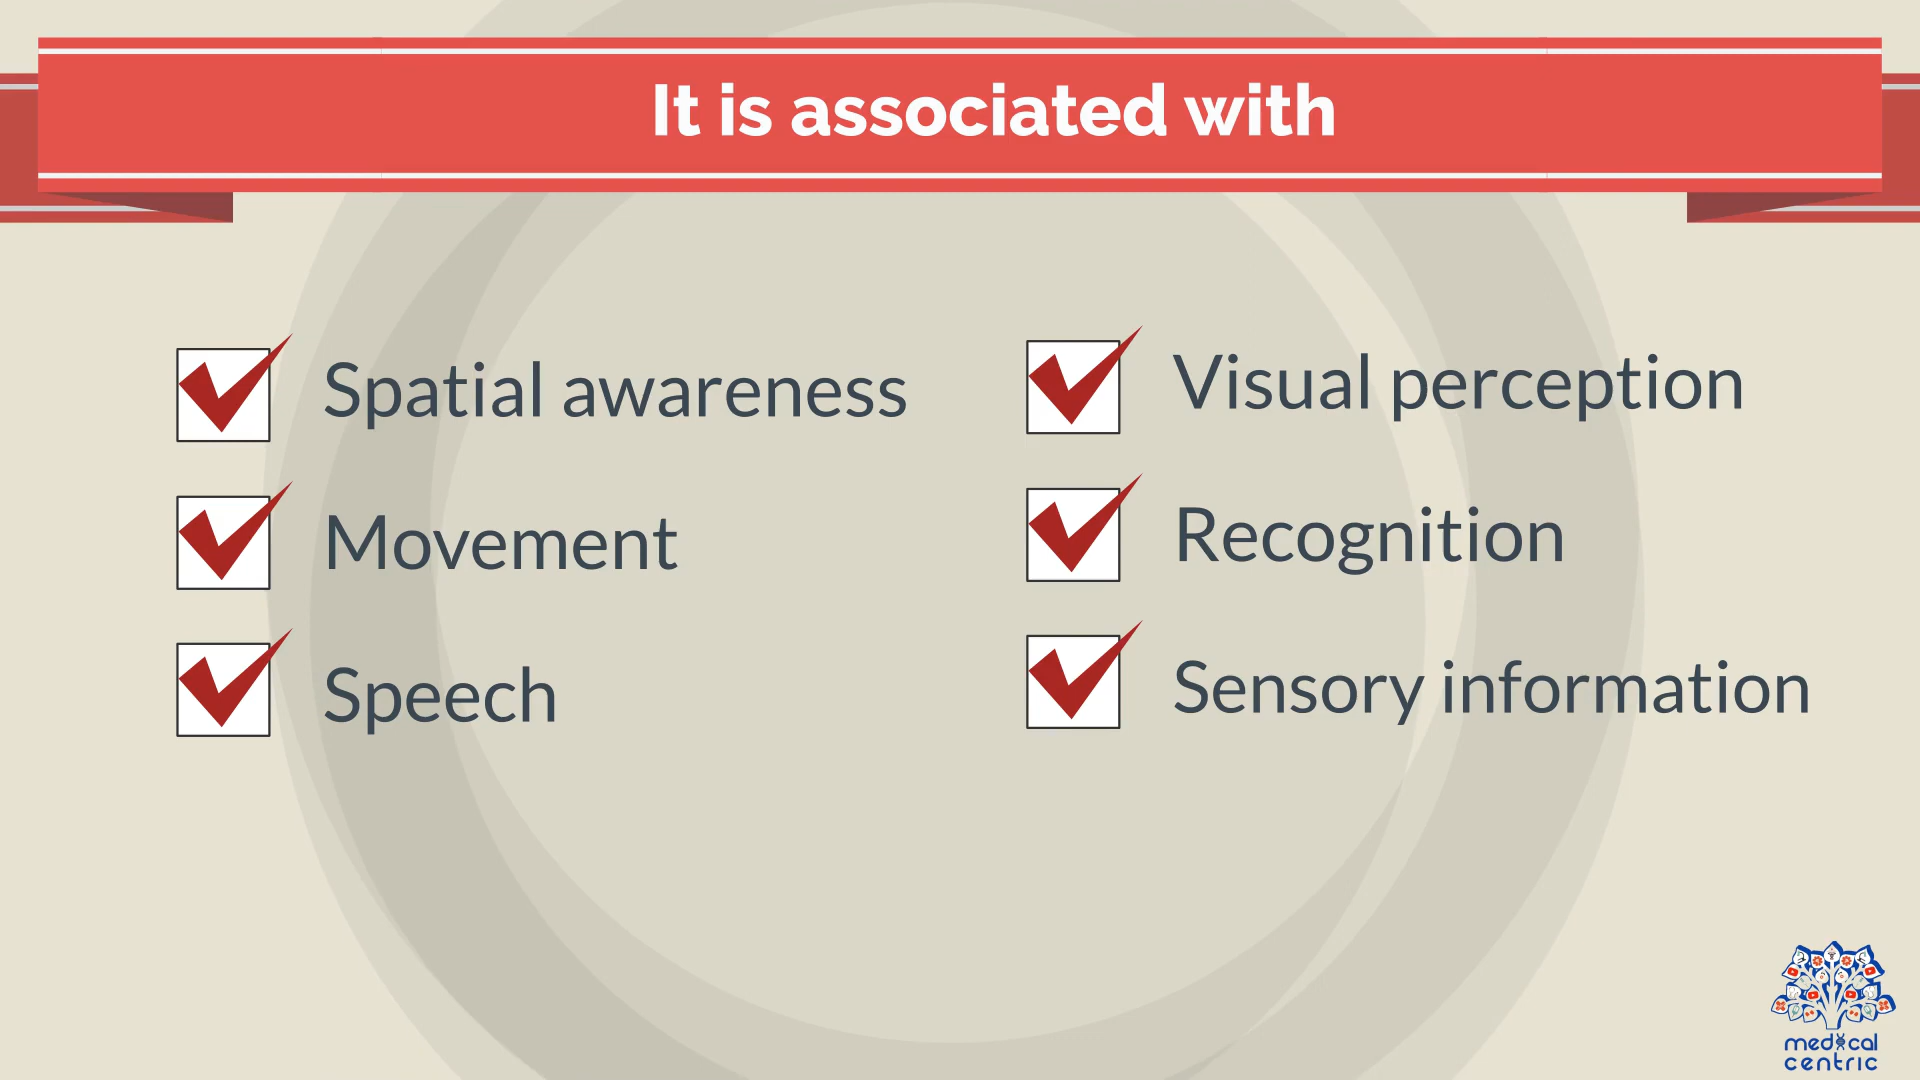 It is associated with
Spatial awareness
Movement
Speech
Visual perception
Recognition
Sensory information
medical
centric